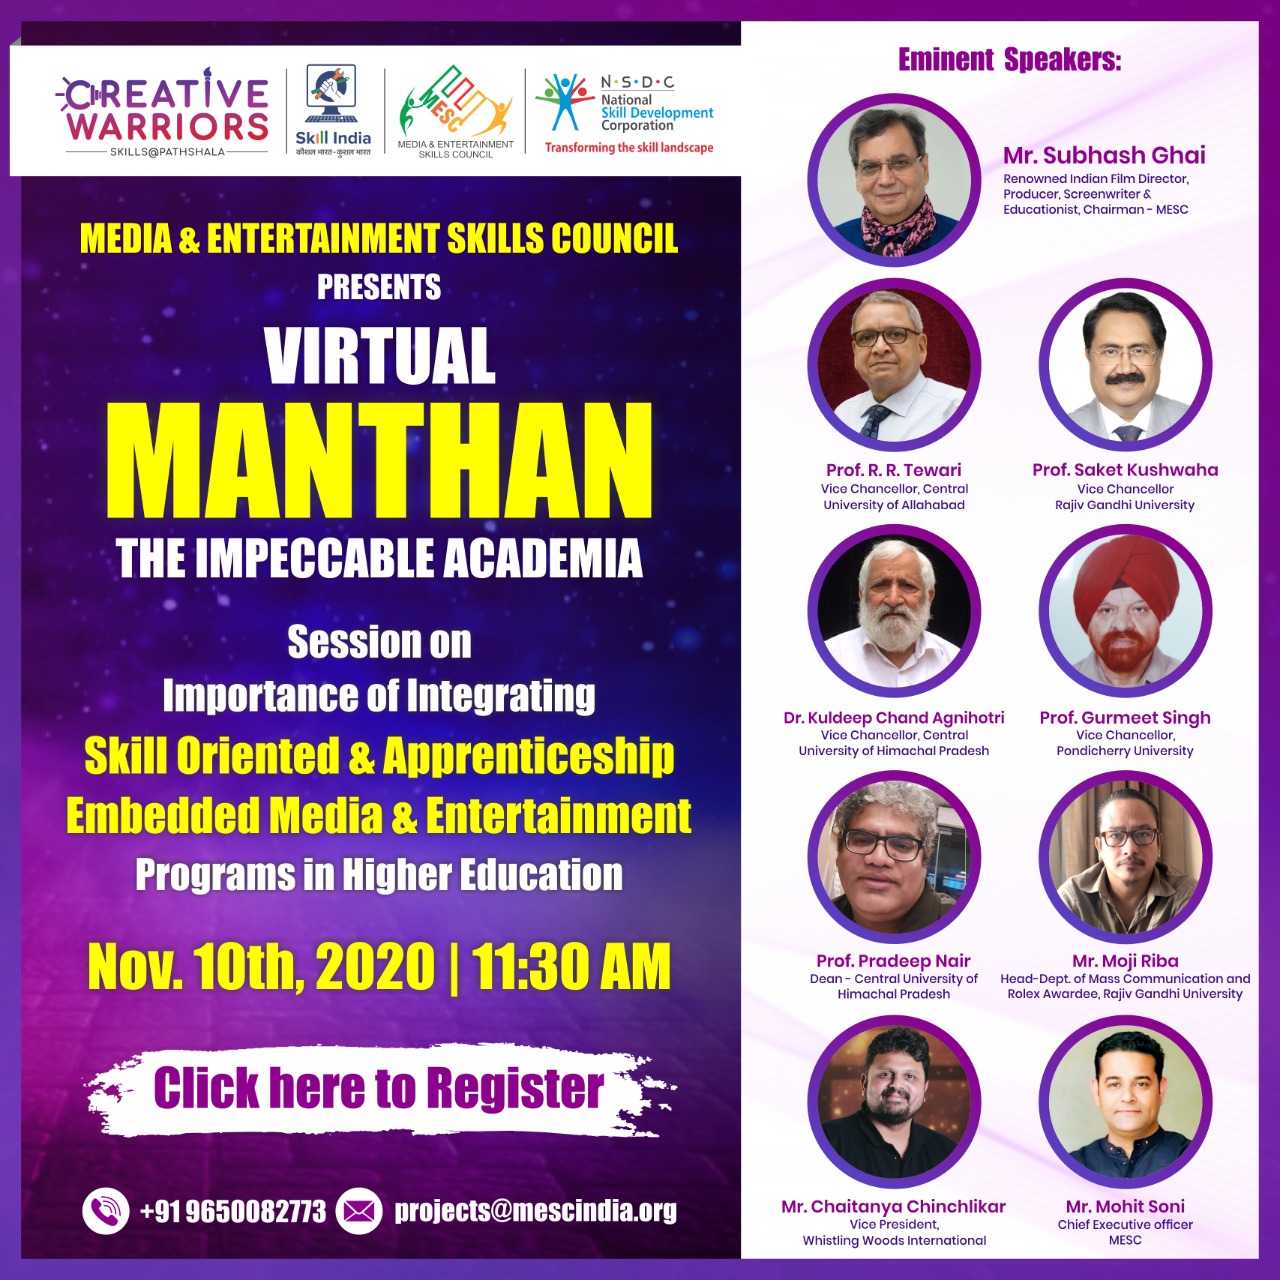 CREATIVE
WARRIORS
SKILLS@PATHSHALA
Skill India
कौशल भारत - कुशल भारत
MESC
MEDIA & ENTERTAINMENT
SKILLS COUNCIL
N·S·D·C
National
Skill Development
Corporation
Transforming the skill landscape
MEDIA & ENTERTAINMENT SKILLS COUNCIL
PRESENTS
VIRTUAL
MANTHAN
THE IMPECCABLE ACADEMIA
Session on
Importance of Integrating
Skill Oriented & Apprenticeship
Embedded Media & Entertainment
Programs in Higher Education
Nov. 10th, 2020 | 11:30 AM
Click here to Register
+91 9650082773
projects@mescindia.org
Eminent Speakers:
Mr. Subhash Ghai
Renowned Indian Film Director,
Producer, Screenwriter &
Educationist, Chairman - MESC
Prof. R. R. Tewari
Vice Chancellor, Central
University of Allahabad
Prof. Saket Kushwaha
Vice Chancellor
Rajiv Gandhi University
Dr. Kuldeep Chand Agnihotri
Vice Chancellor, Central
University of Himachal Pradesh
Prof. Gurmeet Singh
Vice Chancellor,
Pondicherry University
Prof. Pradeep Nair
Dean - Central University of
Himachal Pradesh
Mr. Moji Riba
Head-Dept. of Mass Communication and
Rolex Awardee, Rajiv Gandhi University
Mr. Chaitanya Chinchlikar
Vice President,
Whistling Woods International
Mr. Mohit Soni
Chief Executive officer
MESC